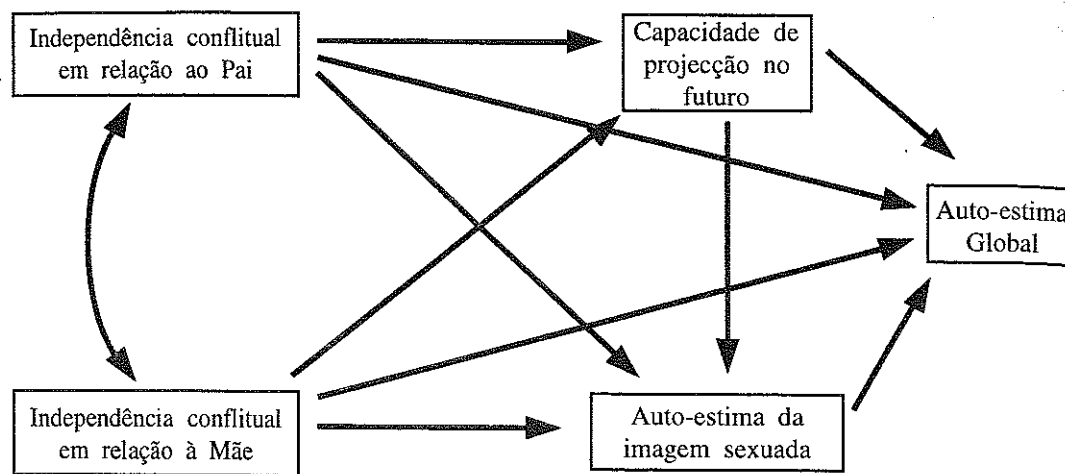 Independência conflitual
em relação ao Pai
Capacidade de
projecção no
futuro
Auto-estima
Global
Independência conflitual
em relação à Mãe
Auto-estima da
imagem sexuada